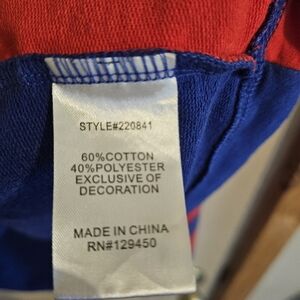 STYLE#220841
60%COTTON
40%POLYESTER
EXCLUSIVE OF
DECORATION
MADE IN CHINA
RN#129450